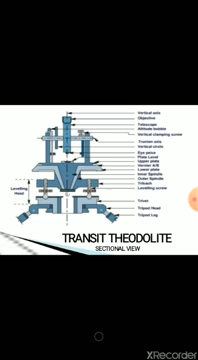 Vertical axis
Objective
Telescope
Altitude bubble
Vertical clamping screw
Trunnion axis
Vertical circle
Eye piece
Plate Level
Upper plate
Vernier A/B
Lower plate
Inner Spindle
Outer Spindle
Tribach
Levelling screw
Levelling
Head
Trivet
Tripod Head
Tripod Leg
TRANSIT THEODOLITE
SECTIONAL VIEW
XRecorder